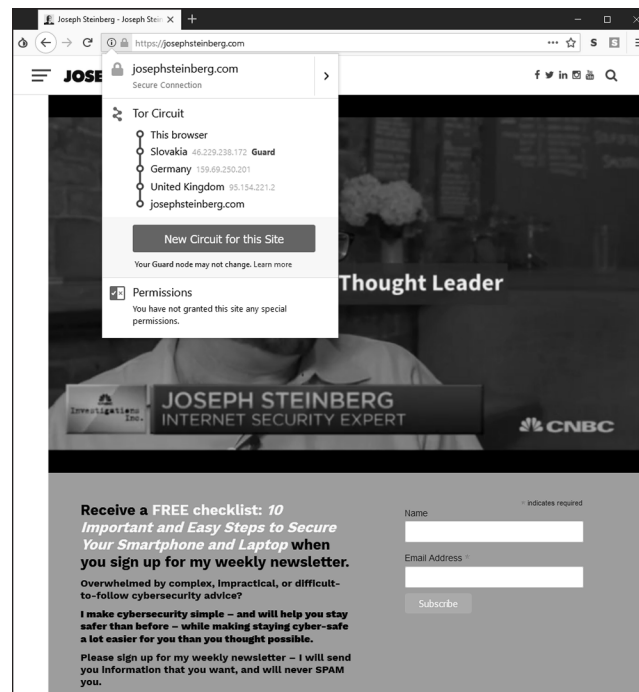 Joseph Steinberg - Joseph Stein
https://josephsteinberg.com
S S
JOSE
f in
josephsteinberg.com
Secure Connection
Tor Circuit
This browser
Slovakia 46.229.238.172 Guard
Germany 159.69.250.201
United Kingdom 95.154.221.2
josephsteinberg.com
New Circuit for this Site
Your Guard node may not change. Learn more
Permissions
You have not granted this site any special
permissions.
Thought Leader
Investigations
Inc.
JOSEPH STEINBERG
INTERNET SECURITY EXPERT
CNBC
Receive a FREE checklist: 10
Important and Easy Steps to Secure
Your Smartphone and Laptop when
you sign up for my weekly newsletter.
Overwhelmed by complex, impractical, or difficult-
to-follow cybersecurity advice?
I make cybersecurity simple – and will help you stay
safer than before – while making staying cyber-safe
a lot easier for you than you thought possible.
Please sign up for my weekly newsletter – I will send
you information that you want, and will never SPAM
you.
* indicates required
Name
Email Address *
Subscribe